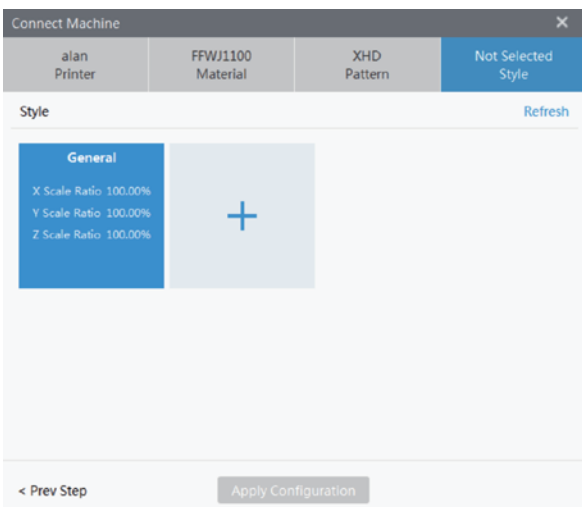 Connect Machine
alan
Printer
FFWJ1100
Material
XHD
Pattern
Not Selected
Style
Style
Refresh
General
X Scale Ratio 100.00%
Y Scale Ratio 100.00%
Z Scale Ratio 100.00%
< Prev Step
Apply Configuration